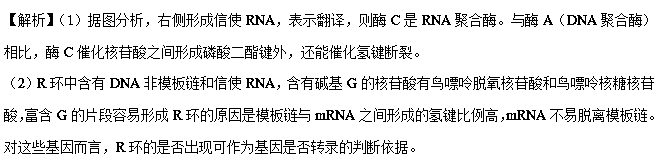 【解析】（1）据图分析，右侧形成信使 RNA，表示翻译，则酶 C 是 RNA 聚合酶。与酶 A（DNA 聚合酶）
相比，酶 C 催化核苷酸之间形成磷酸二酯键外，还能催化氢键断裂。
（2）R 环中含有 DNA 非模板链和信使 RNA，含有碱基 G 的核苷酸有鸟嘌呤脱氧核苷酸和鸟嘌呤核糖核苷
酸，富含 G 的片段容易形成 R 环的原因是模板链与 mRNA 之间形成的氢键比例高，mRNA 不易脱离模板链。
对这些基因而言，R 环的是否出现可作为基因是否转录的判断依据。